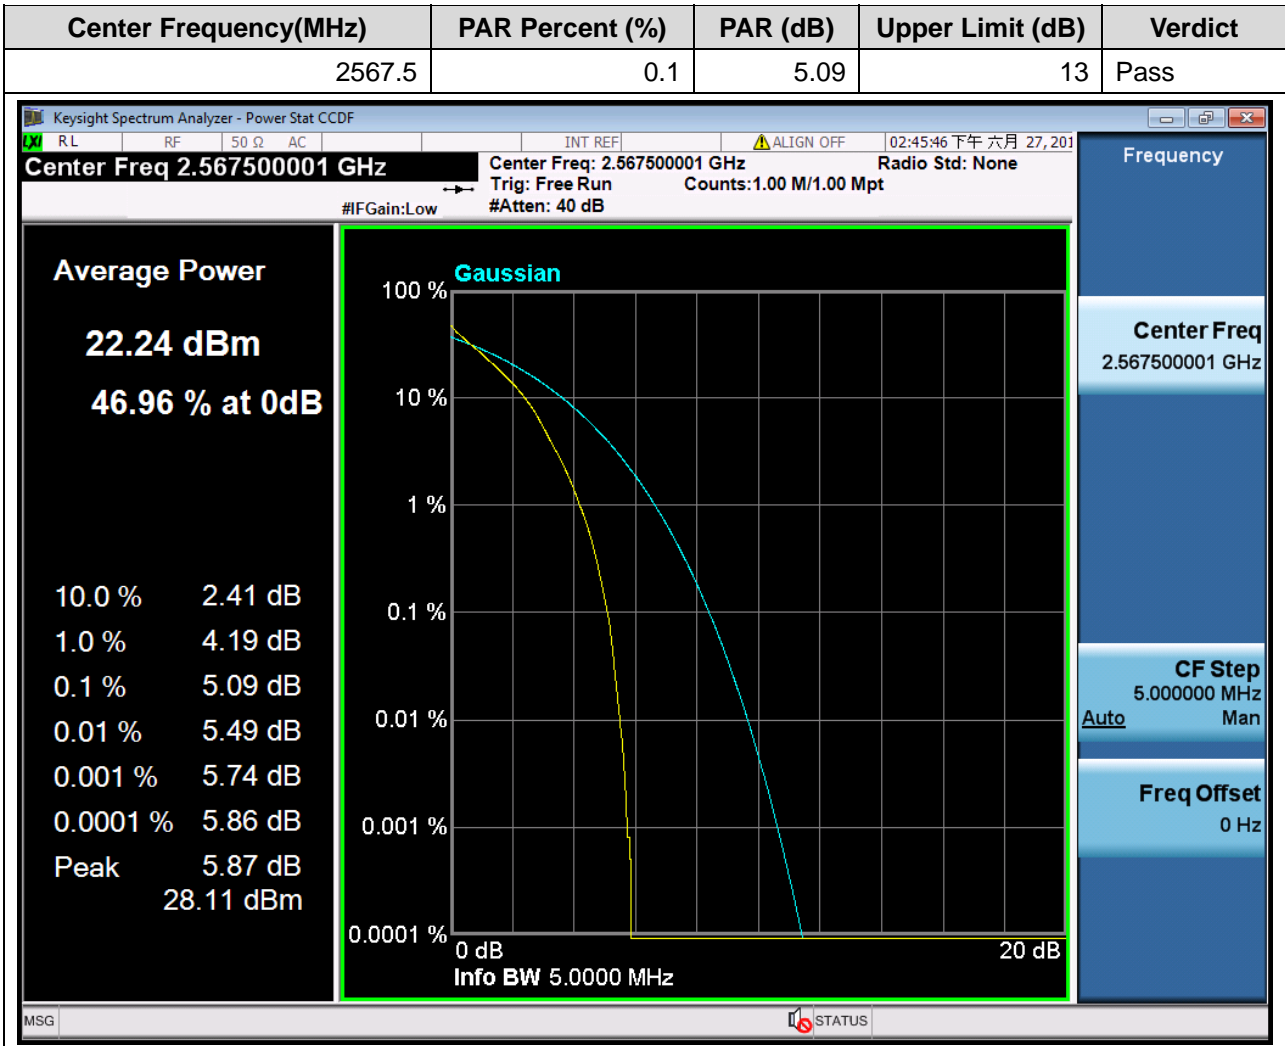 Center Frequency(MHz) PAR Percent (%) PAR (dB) Upper Limit (dB) Verdict
2567.5 0.1 5.09 13 Pass
Keysight Spectrum Analyzer - Power Stat CCDF
LXI RL RF 50 Ω AC INT REF ALIGN OFF 02:45:46 下午 六月 27, 201
Center Freq 2.567500001 GHz
Center Freq: 2.567500001 GHz Radio Std: None
Trig: Free Run Counts:1.00 M/1.00 Mpt
#IFGain:Low #Atten: 40 dB
Frequency
Average Power
22.24 dBm
46.96 % at 0dB
10.0 % 2.41 dB
1.0 % 4.19 dB
0.1 % 5.09 dB
0.01 % 5.49 dB
0.001 % 5.74 dB
0.0001 % 5.86 dB
Peak 5.87 dB
28.11 dBm
Gaussian
100 %
10 %
1 %
0.1 %
0.01 %
0.001 %
0.0001 %
0 dB 20 dB
Info BW 5.0000 MHz
Center Freq
2.567500001 GHz
CF Step
5.000000 MHz
Auto Man
Freq Offset
0 Hz
MSG STATUS